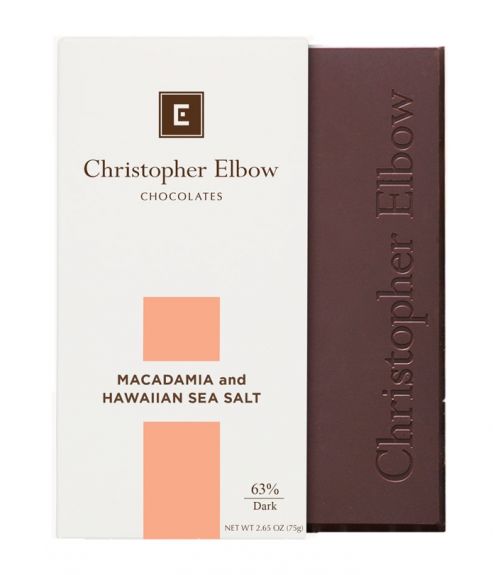 E
Christopher Elbow
CHOCOLATES
MACADAMIA and
HAWAIIAN SEA SALT
63%
Dark
NET WT 2.65 OZ (75g)
Christopher Elbow